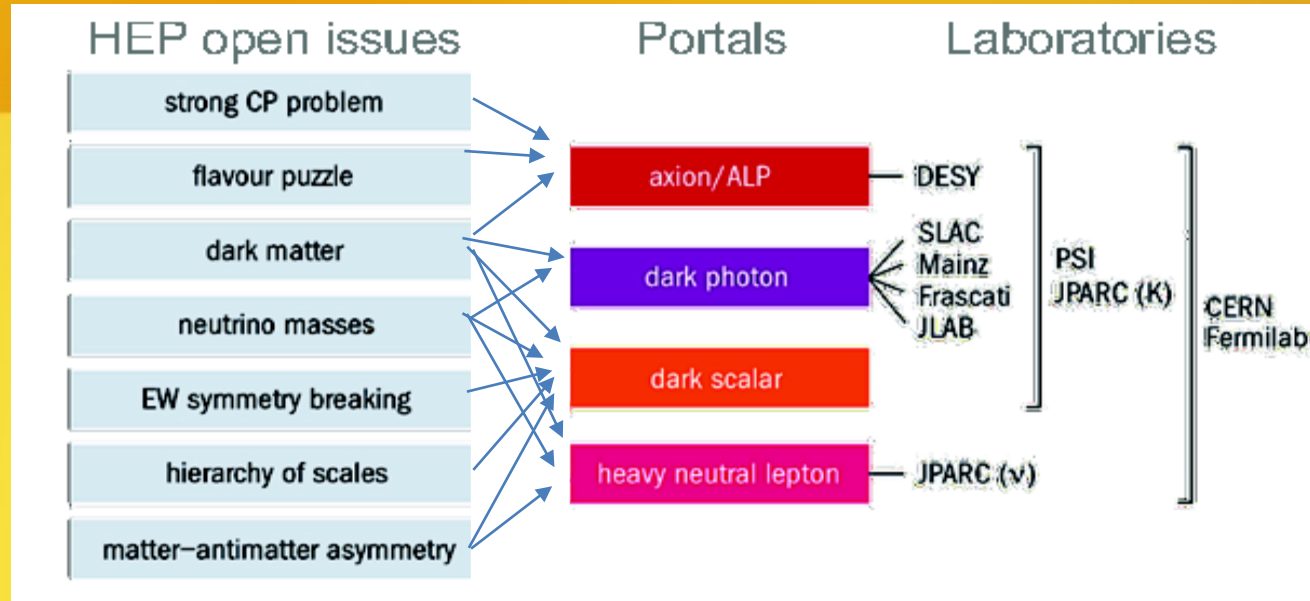 HEP open issues
Portals
Laboratories
strong CP problem
flavour puzzle
dark matter
neutrino masses
EW symmetry breaking
hierarchy of scales
matter–antimatter asymmetry
axion/ALP
dark photon
dark scalar
heavy neutral lepton
DESY
SLAC
Mainz
Frascati
JLAB
JPARC (ν)
PSI
JPARC (K)
CERN
Fermilab